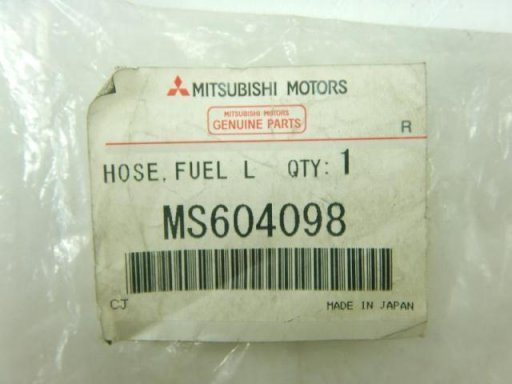 MITSUBISHI MOTORS
MITSUBISHI MOTORS
GENUINE PARTS
R
HOSE, FUEL L QTY: 1
MS604098
CJ MADE IN JAPAN